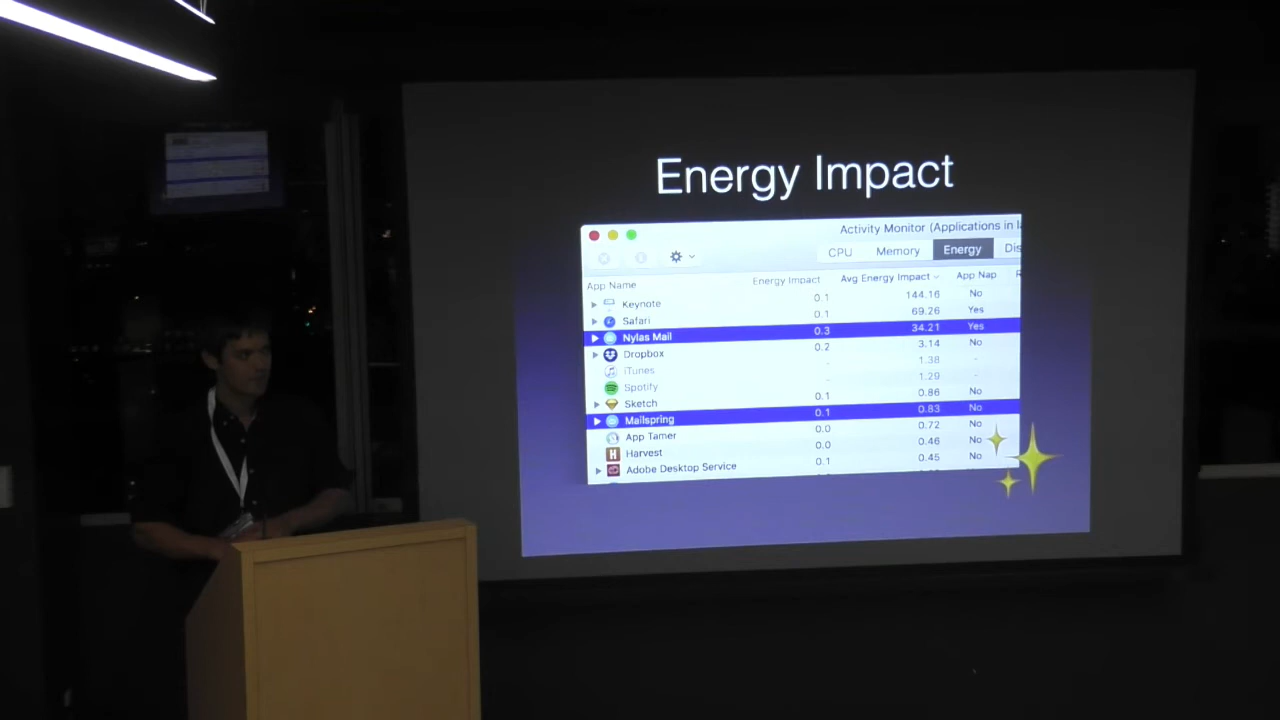 Energy Impact
Activity Monitor (Applications in
CPU Memory Energy Dis
App Name Energy Impact Avg Energy Impact App Nap
Keynote 0.1 144.16 No
Safari 0.1 69.26 Yes
Nylas Mail 0.3 34.21 Yes
Dropbox 0.2 3.14 No
iTunes - 1.38 -
Spotify - 1.29 -
Sketch 0.1 0.86 No
Mailspring 0.1 0.83 No
App Tamer 0.0 0.72 No
Harvest 0.0 0.46 No
Adobe Desktop Service 0.1 0.45 No